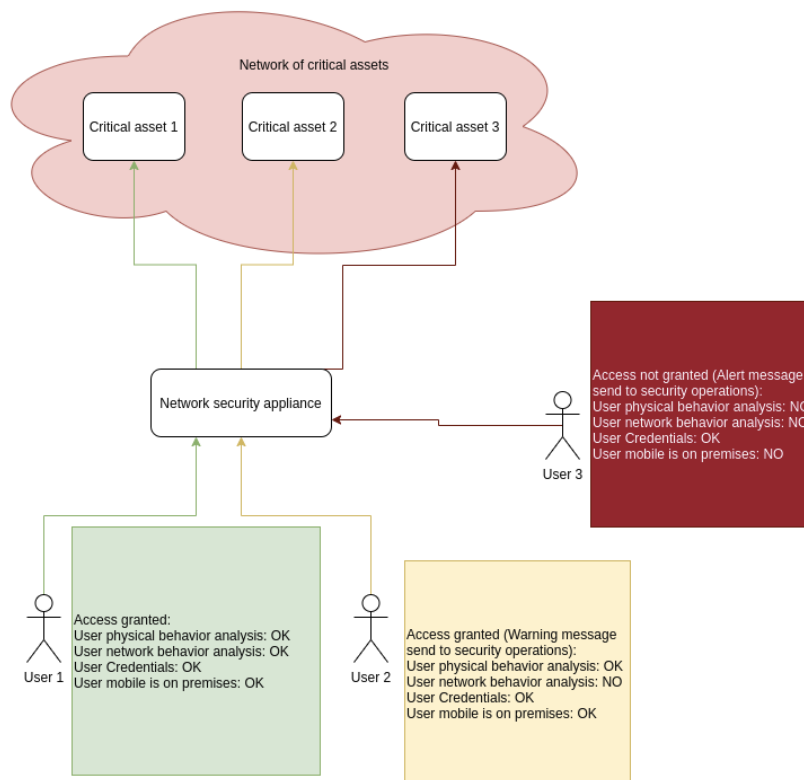 Network of critical assets
Critical asset 1
Critical asset 2
Critical asset 3
Network security appliance
Access not granted (Alert message
send to security operations):
User physical behavior analysis: NO
User network behavior analysis: NO
User Credentials: OK
User mobile is on premises: NO
User 3
Access granted:
User physical behavior analysis: OK
User network behavior analysis: OK
User Credentials: OK
User mobile is on premises: OK
User 1
Access granted (Warning message
send to security operations):
User physical behavior analysis: OK
User network behavior analysis: NO
User Credentials: OK
User mobile is on premises: OK
User 2